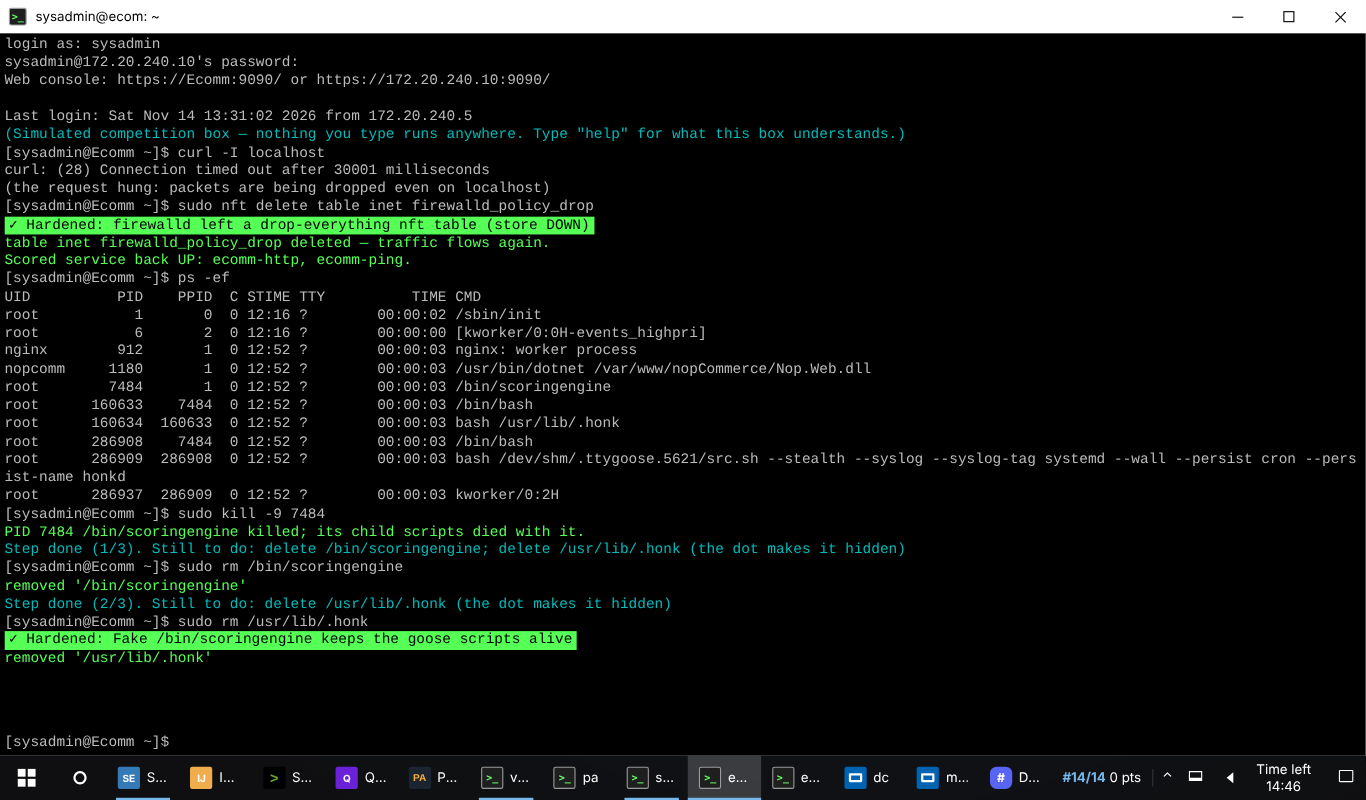 sysadmin@ecom: ~
login as: sysadmin
sysadmin@172.20.240.10's password:
Web console: https://Ecomm:9090/ or https://172.20.240.10:9090/
Last login: Sat Nov 14 13:31:02 2026 from 172.20.240.5
(Simulated competition box — nothing you type runs anywhere. Type "help" for what this box understands.)
[sysadmin@Ecomm ~]$ curl -I localhost
curl: (28) Connection timed out after 30001 milliseconds
(the request hung: packets are being dropped even on localhost)
[sysadmin@Ecomm ~]$ sudo nft delete table inet firewalld_policy_drop
✓ Hardened: firewalld left a drop-everything nft table (store DOWN)
table inet firewalld_policy_drop deleted — traffic flows again.
Scored service back UP: ecomm-http, ecomm-ping.
[sysadmin@Ecomm ~]$ ps -ef
UID          PID    PPID  C STIME TTY          TIME CMD
root           1       0  0 12:16 ?        00:00:02 /sbin/init
root           6       2  0 12:16 ?        00:00:00 [kworker/0:0H-events_highpri]
nginx        912       1  0 12:52 ?        00:00:03 nginx: worker process
nopcomm     1180       1  0 12:52 ?        00:00:03 /usr/bin/dotnet /var/www/nopCommerce/Nop.Web.dll
root        7484       1  0 12:52 ?        00:00:03 /bin/scoringengine
root      160633    7484  0 12:52 ?        00:00:03 /bin/bash
root      160634  160633  0 12:52 ?        00:00:03 bash /usr/lib/.honk
root      286908    7484  0 12:52 ?        00:00:03 /bin/bash
root      286909  286908  0 12:52 ?        00:00:03 bash /dev/shm/.ttygoose.5621/src.sh --stealth --syslog --syslog-tag systemd --wall --persist cron --pers
ist-name honkd
root      286937  286909  0 12:52 ?        00:00:03 kworker/0:2H
[sysadmin@Ecomm ~]$ sudo kill -9 7484
PID 7484 /bin/scoringengine killed; its child scripts died with it.
Step done (1/3). Still to do: delete /bin/scoringengine; delete /usr/lib/.honk (the dot makes it hidden)
[sysadmin@Ecomm ~]$ sudo rm /bin/scoringengine
removed '/bin/scoringengine'
Step done (2/3). Still to do: delete /usr/lib/.honk (the dot makes it hidden)
[sysadmin@Ecomm ~]$ sudo rm /usr/lib/.honk
✓ Hardened: Fake /bin/scoringengine keeps the goose scripts alive
removed '/usr/lib/.honk'
[sysadmin@Ecomm ~]$
SE S... IJ I... > S... Q Q... PA P... >_ v... >_ pa >_ s... >_ e... >_ e... dc m... # D... #14/14 0 pts
Time left
14:46